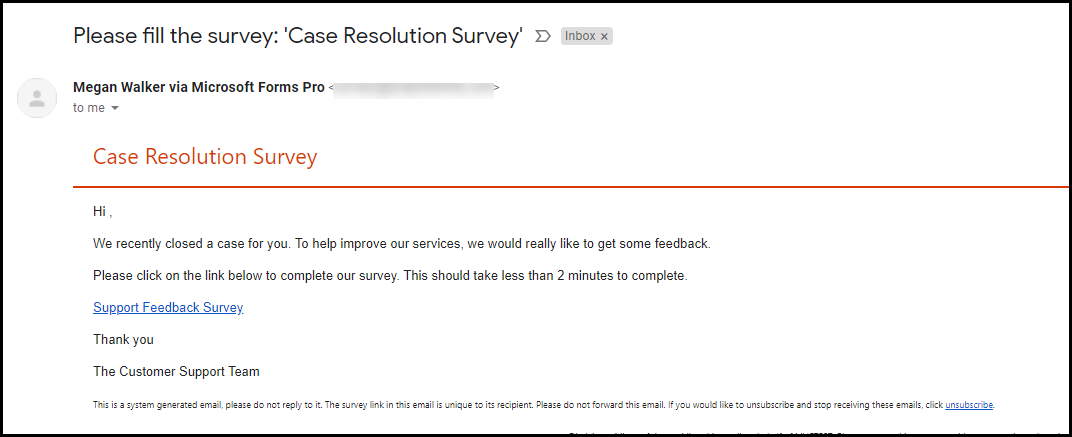 Please fill the survey: 'Case Resolution Survey' Inbox ×
Megan Walker via Microsoft Forms Pro < >
to me
Case Resolution Survey
Hi ,
We recently closed a case for you. To help improve our services, we would really like to get some feedback.
Please click on the link below to complete our survey. This should take less than 2 minutes to complete.
Support Feedback Survey
Thank you
The Customer Support Team
This is a system generated email, please do not reply to it. The survey link in this email is unique to its recipient. Please do not forward this email. If you would like to unsubscribe and stop receiving these emails, click unsubscribe.